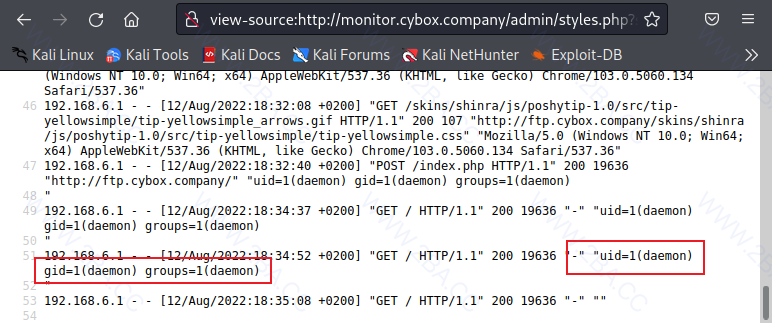 view-source:http://monitor.cybox.company/admin/styles.php?
Kali Linux Kali Tools Kali Docs Kali Forums Kali NetHunter Exploit-DB
(Windows NT 10.0; Win64; x64) AppleWebKit/537.36 (KHTML, like Gecko) Chrome/103.0.5060.134
Safari/537.36"
46 192.168.6.1 - - [12/Aug/2022:18:32:08 +0200] "GET /skins/shinra/js/poshytip-1.0/src/tip-
yellowsimple/tip-yellowsimple_arrows.gif HTTP/1.1" 200 107 "http://ftp.cybox.company/skins/shinra
/js/poshytip-1.0/src/tip-yellowsimple/tip-yellowsimple.css" "Mozilla/5.0 (Windows NT 10.0; Win64;
x64) AppleWebKit/537.36 (KHTML, like Gecko) Chrome/103.0.5060.134 Safari/537.36"
47 192.168.6.1 - - [12/Aug/2022:18:32:40 +0200] "POST /index.php HTTP/1.1" 200 19636
"http://ftp.cybox.company/" "uid=1(daemon) gid=1(daemon) groups=1(daemon)
48 "
49 192.168.6.1 - - [12/Aug/2022:18:34:37 +0200] "GET / HTTP/1.1" 200 19636 "-" "uid=1(daemon)
gid=1(daemon) groups=1(daemon)
50 "
51 192.168.6.1 - - [12/Aug/2022:18:34:52 +0200] "GET / HTTP/1.1" 200 19636 "-" "uid=1(daemon)
gid=1(daemon) groups=1(daemon)
52 "
53 192.168.6.1 - - [12/Aug/2022:18:35:08 +0200] "GET / HTTP/1.1" 200 19636 "-" ""
54